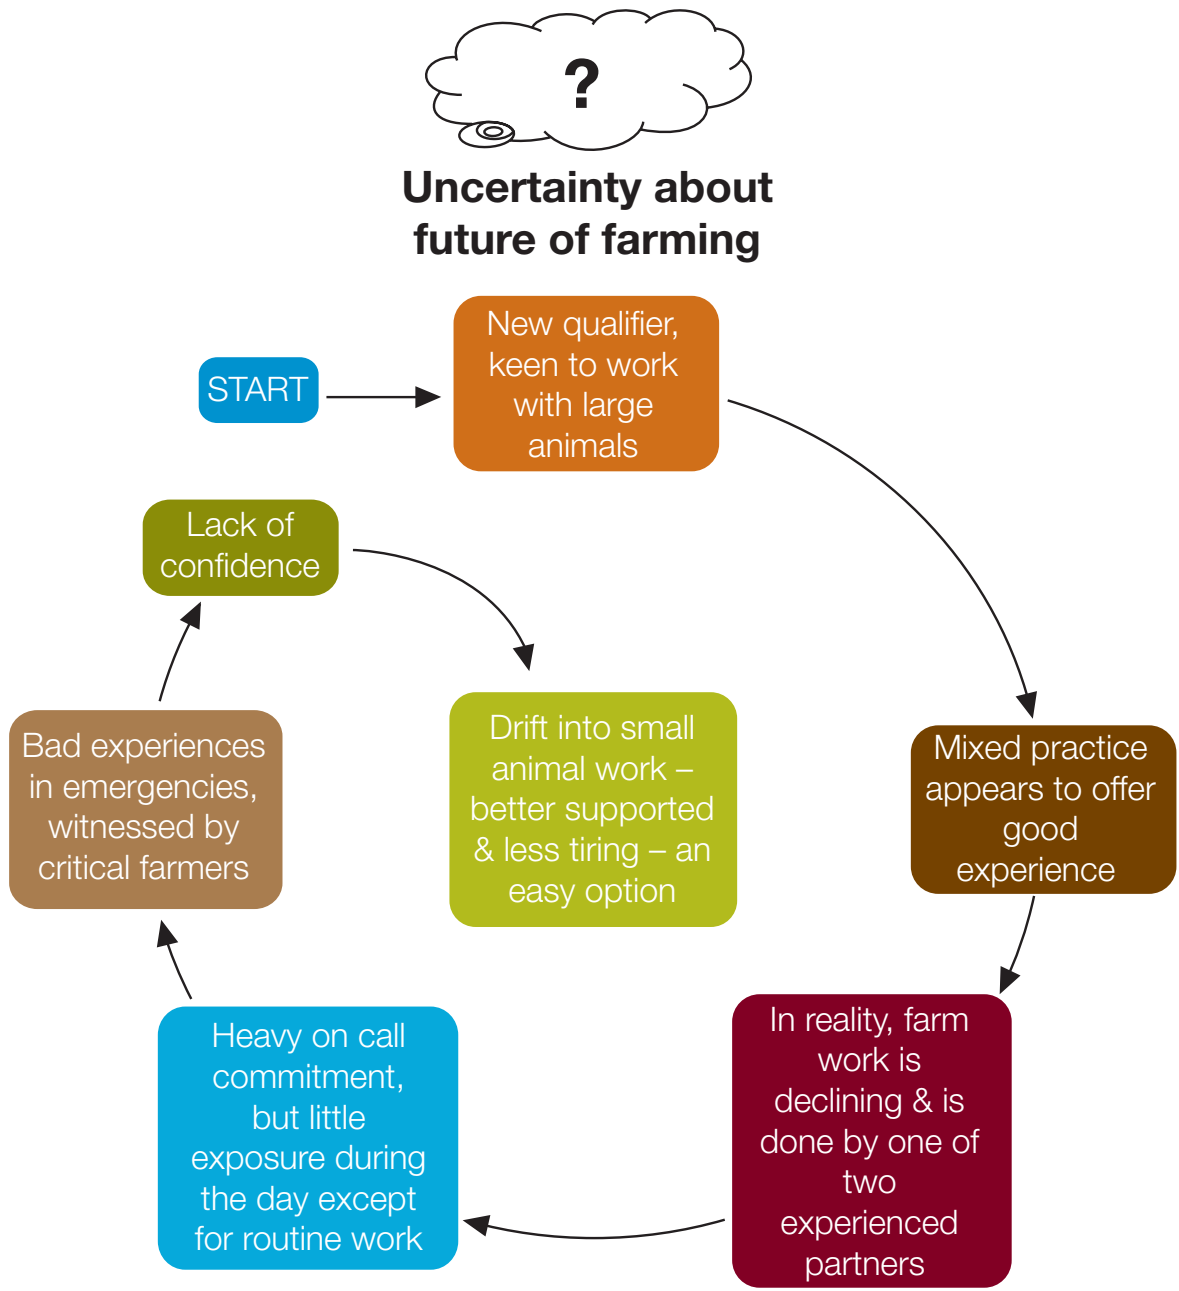 ?
Uncertainty about
future of farming
START
New qualifier,
keen to work
with large
animals
Mixed practice
appears to offer
good
experience
In reality, farm
work is
declining & is
done by one of
two
experienced
partners
Heavy on call
commitment,
but little
exposure during
the day except
for routine work
Bad experiences
in emergencies,
witnessed by
critical farmers
Lack of
confidence
Drift into small
animal work –
better supported
& less tiring – an
easy option